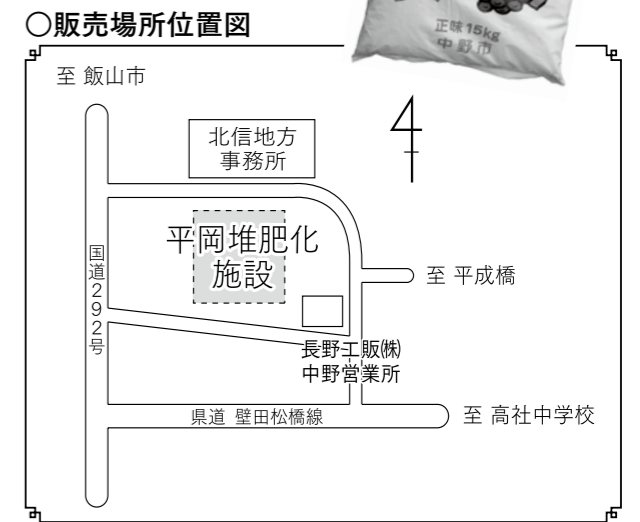 ○販売場所位置図
正味15kg
中野市
至 飯山市
北信地方
事務所
平岡堆肥化
施設
国道292号
至 平成橋
長野工販㈱
中野営業所
県道 壁田松橋線
至 高社中学校